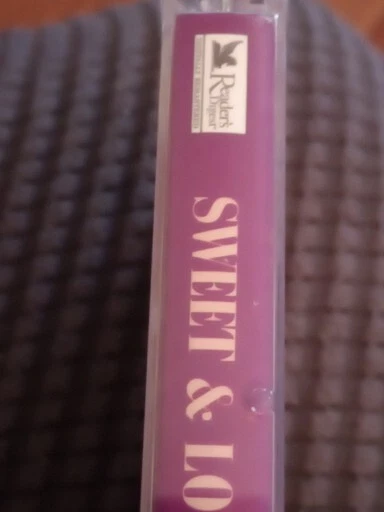 Reader's
Digest
SWEET & LO